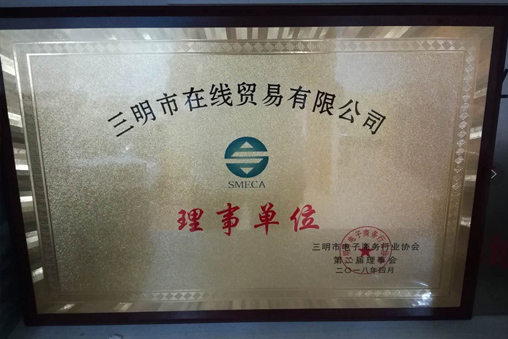 三明市在线贸易有限公司
SMECA
理事单位
三明市电子商务行业协会
第二届理事会
二〇一八年四月